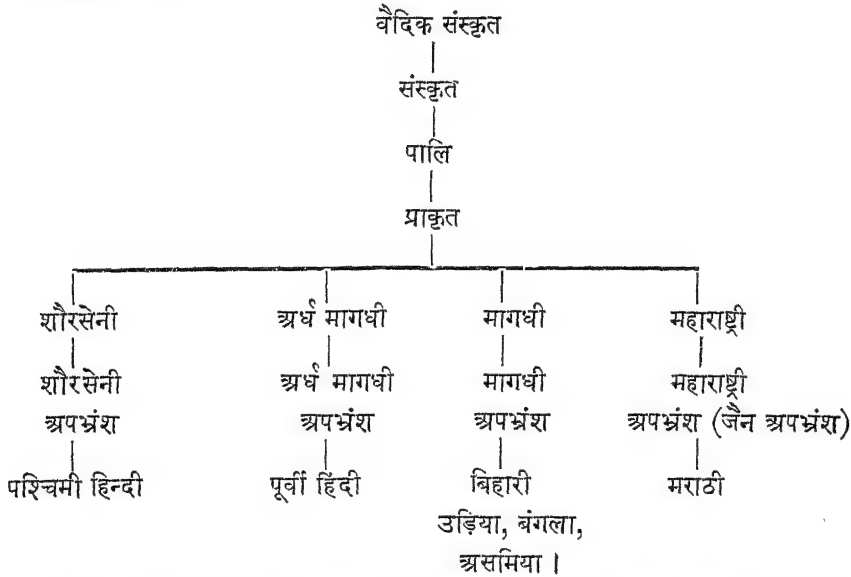 वैदिक संस्कृत
संस्कृत
पालि
प्राकृत
शौरसेनी अर्ध मागधी मागधी महाराष्ट्री
शौरसेनी अर्ध मागधी मागधी महाराष्ट्री
अपभ्रंश अपभ्रंश अपभ्रंश अपभ्रंश (जैन अपभ्रंश)
पश्चिमी हिन्दी पूर्वी हिंदी बिहारी मराठी
उड़िया, बंगला,
असमिया ।